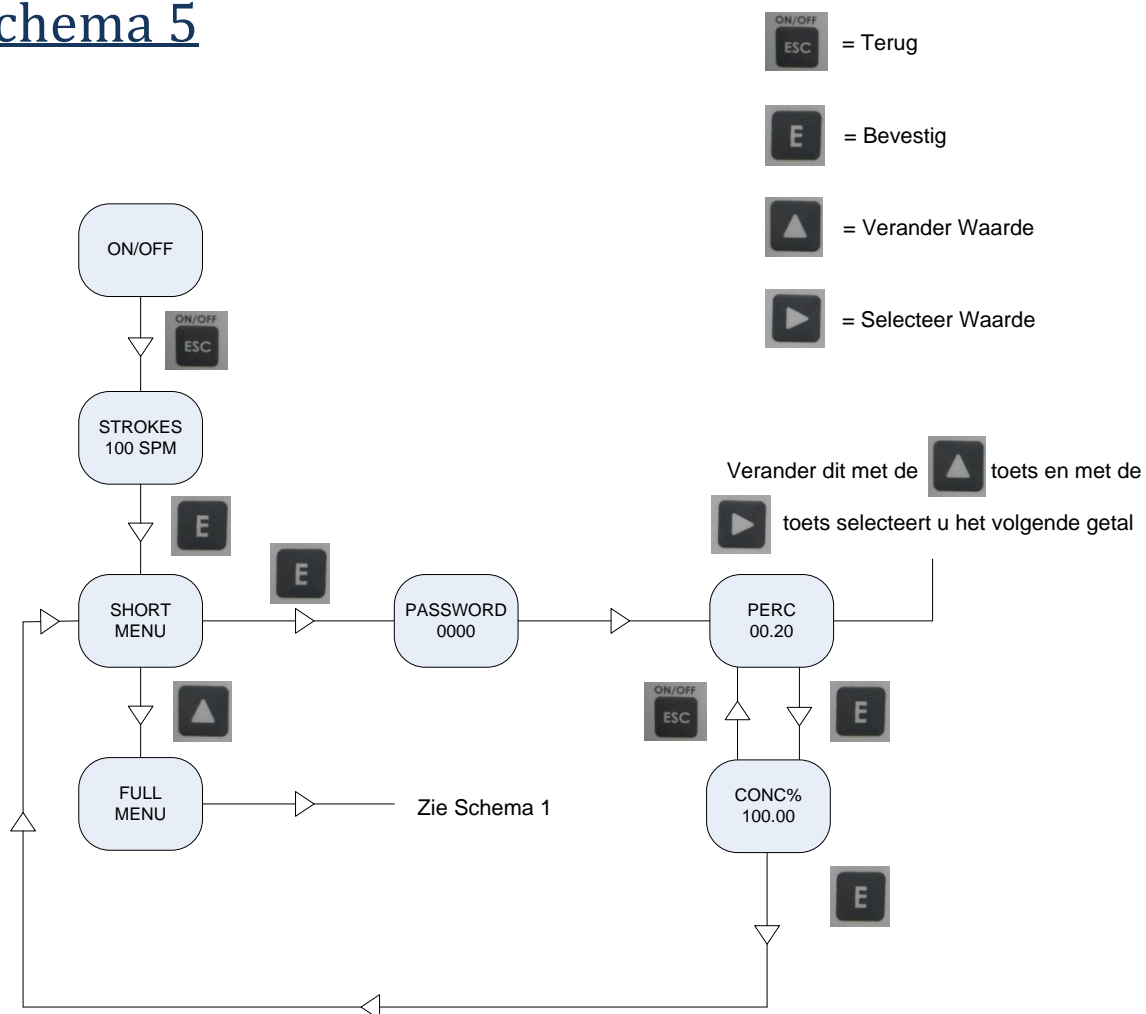 chema 5
ON/OFF
ESC
= Terug
E
= Bevestig
= Verander Waarde
= Selecteer Waarde
ON/OFF
ON/OFF
ESC
STROKES
100 SPM
Verander dit met de toets en met de
toets selecteert u het volgende getal
E
E
SHORT
MENU
PASSWORD
0000
PERC
00.20
ON/OFF
ESC
E
FULL
MENU
Zie Schema 1
CONC%
100.00
E